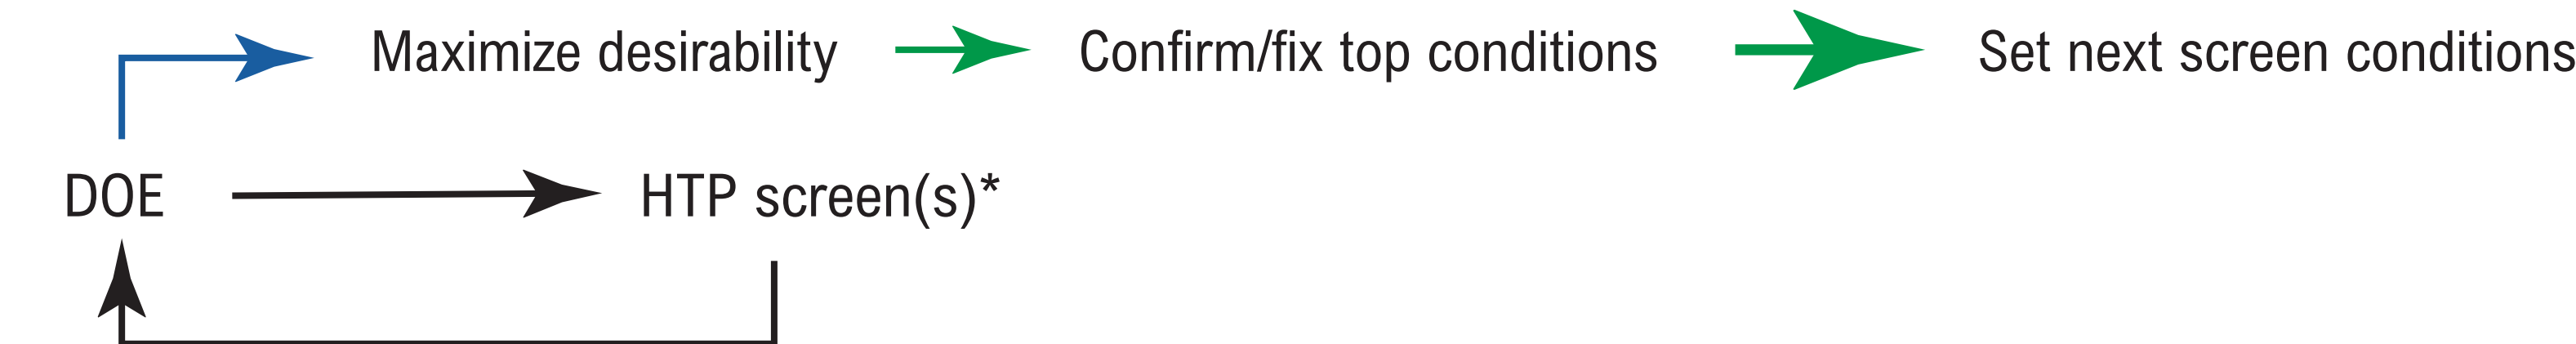 Maximize desirability Confirm/fix top conditions Set next screen conditions
DOE HTP screen(s)*